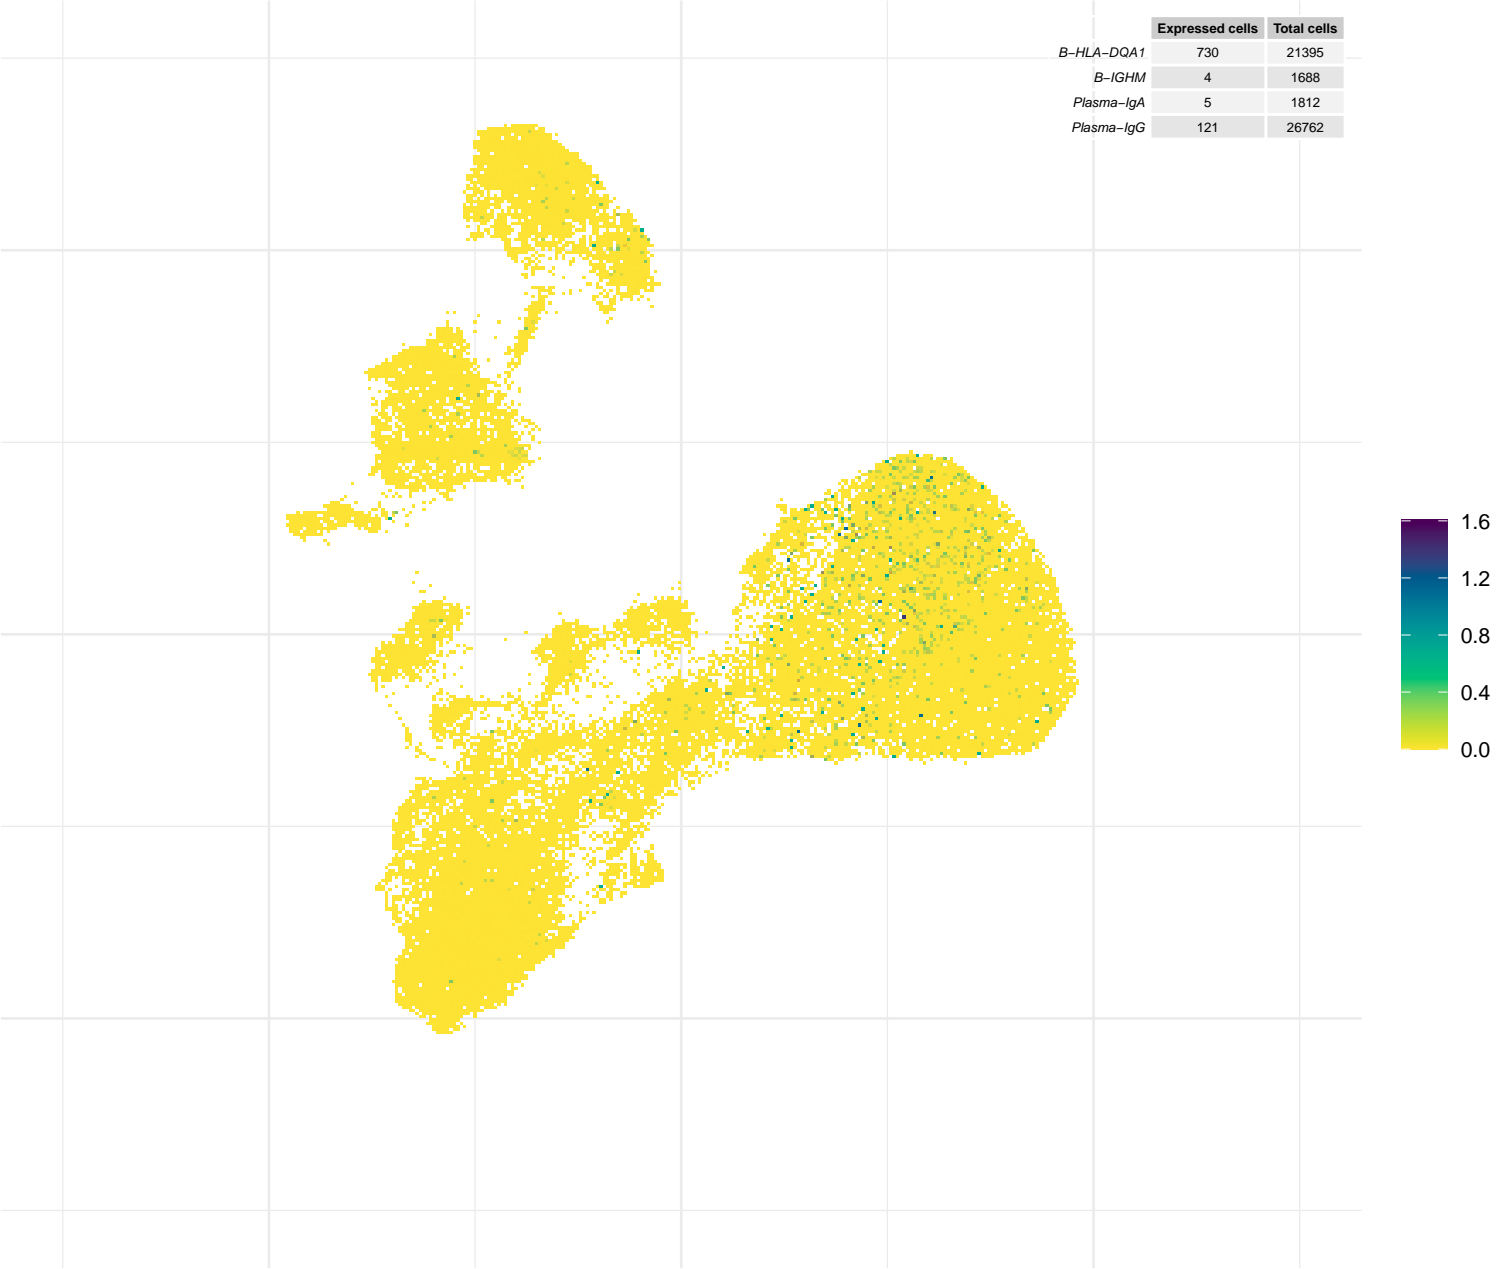 Expressed cells Total cells
B−HLA−DQA1 730 21395
B−IGHM 4 1688
Plasma−IgA 5 1812
Plasma−IgG 121 26762
1.6
1.2
0.8
0.4
0.0